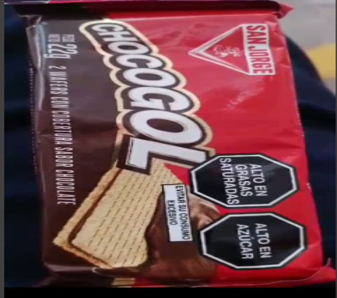 SAN JORGE
CHOCOGOL
ALTO EN
GRASAS
SATURADAS
ALTO EN
AZÚCAR
EVITAR SU CONSUMO
EXCESIVO
PESO
NETO 22g
2 WAFERS CON COBERTURA SABOR CHOCOLATE